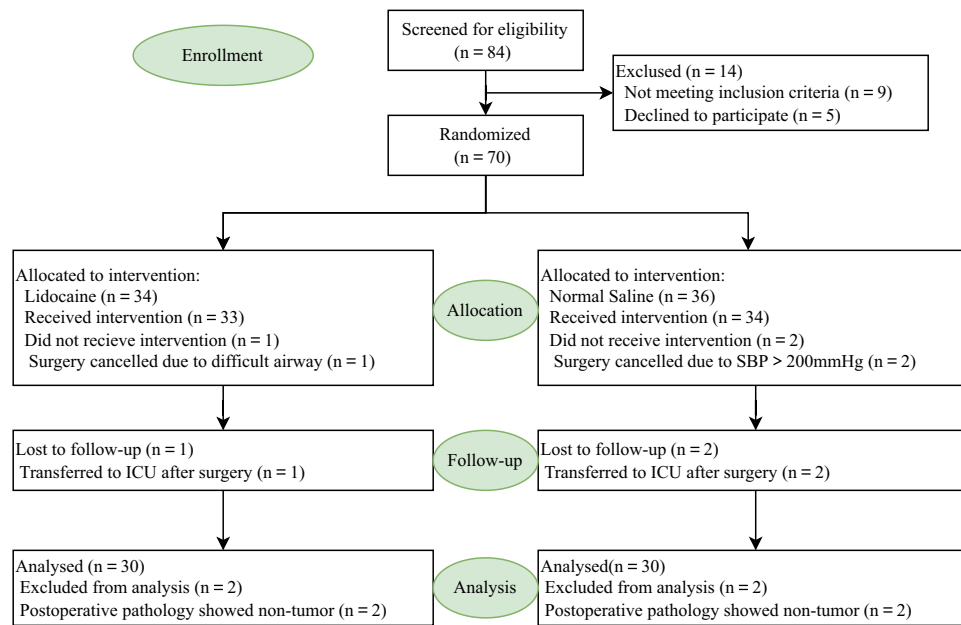 Enrollment
Screened for eligibility
(n = 84)
Exclused (n = 14)
Not meeting inclusion criteria (n = 9)
Declined to participate (n = 5)
Randomized
(n = 70)
Allocated to intervention:
Lidocaine (n = 34)
Received intervention (n = 33)
Did not recieve intervention (n = 1)
Surgery cancelled due to difficult airway (n = 1)
Allocation
Allocated to intervention:
Normal Saline (n = 36)
Received intervention (n = 34)
Did not receive intervention (n = 2)
Surgery cancelled due to SBP > 200mmHg (n = 2)
Lost to follow-up (n = 1)
Transferred to ICU after surgery (n = 1)
Follow-up
Lost to follow-up (n = 2)
Transferred to ICU after surgery (n = 2)
Analysed (n = 30)
Excluded from analysis (n = 2)
Postoperative pathology showed non-tumor (n = 2)
Analysis
Analysed(n = 30)
Excluded from analysis (n = 2)
Postoperative pathology showed non-tumor (n = 2)